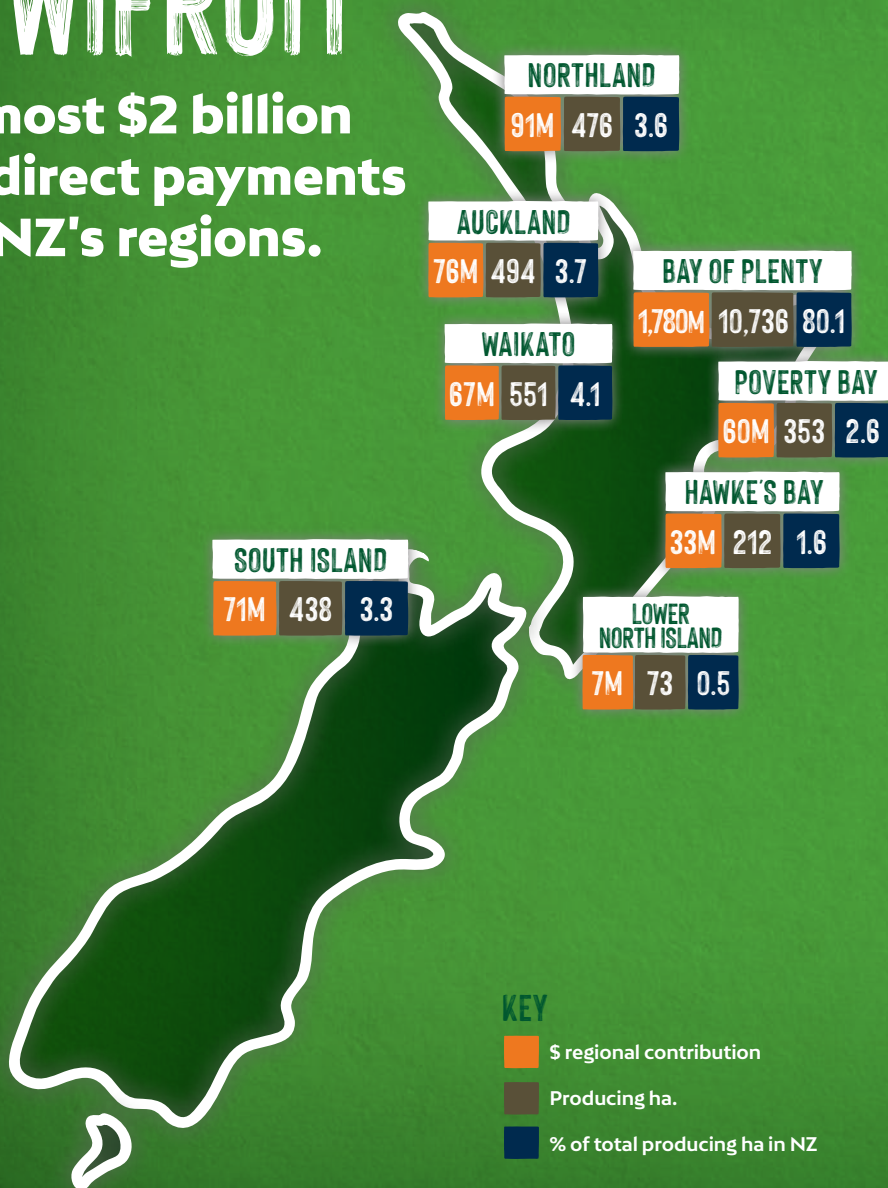 WIFRUIT
most $2 billion
direct payments
NZ's regions.
NORTHLAND
91M 476 3.6
AUCKLAND
76M 494 3.7
BAY OF PLENTY
1,780M 10,736 80.1
WAIKATO
67M 551 4.1
POVERTY BAY
60M 353 2.6
HAWKE'S BAY
33M 212 1.6
SOUTH ISLAND
71M 438 3.3
LOWER
NORTH ISLAND
7M 73 0.5
KEY
$ regional contribution
Producing ha.
% of total producing ha in NZ